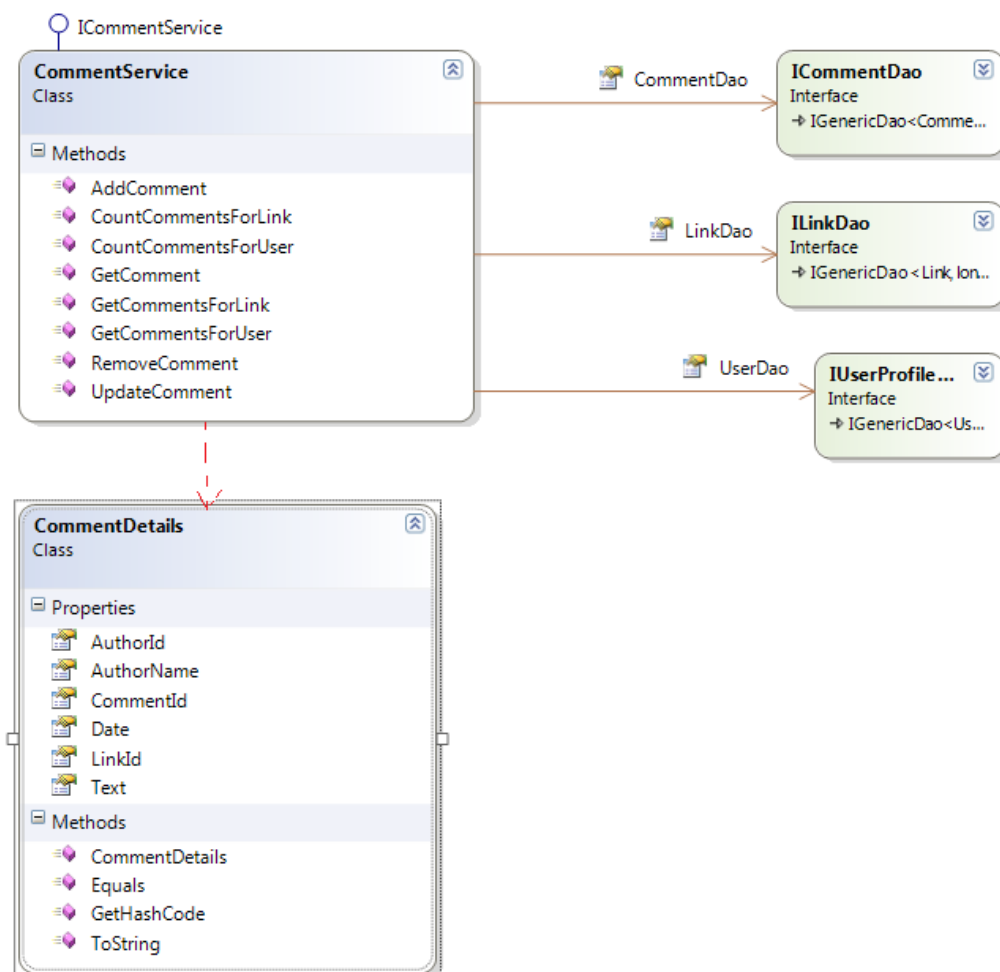 ICommentService
CommentService
Class
Methods
AddComment
CountCommentsForLink
CountCommentsForUser
GetComment
GetCommentsForLink
GetCommentsForUser
RemoveComment
UpdateComment
CommentDao
ICommentDao
Interface
IGenericDao<Comme...
LinkDao
ILinkDao
Interface
IGenericDao<Link, lon...
UserDao
IUserProfile...
Interface
IGenericDao<Us...
CommentDetails
Class
Properties
AuthorId
AuthorName
CommentId
Date
LinkId
Text
Methods
CommentDetails
Equals
GetHashCode
ToString